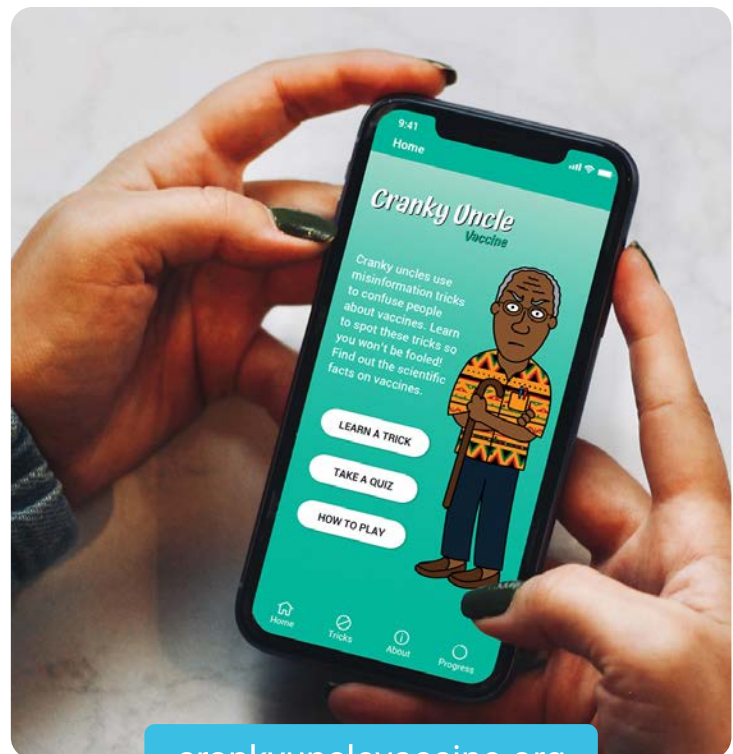 9:41
Home
Cranky Uncle
Vaccine
Cranky uncles use
misinformation tricks
to confuse people
about vaccines. Learn
to spot these tricks so
you won't be fooled!
Find out the scientific
facts on vaccines.
LEARN A TRICK
TAKE A QUIZ
HOW TO PLAY
Home
Tricks
About
Progress
crankyunclevaccine.org